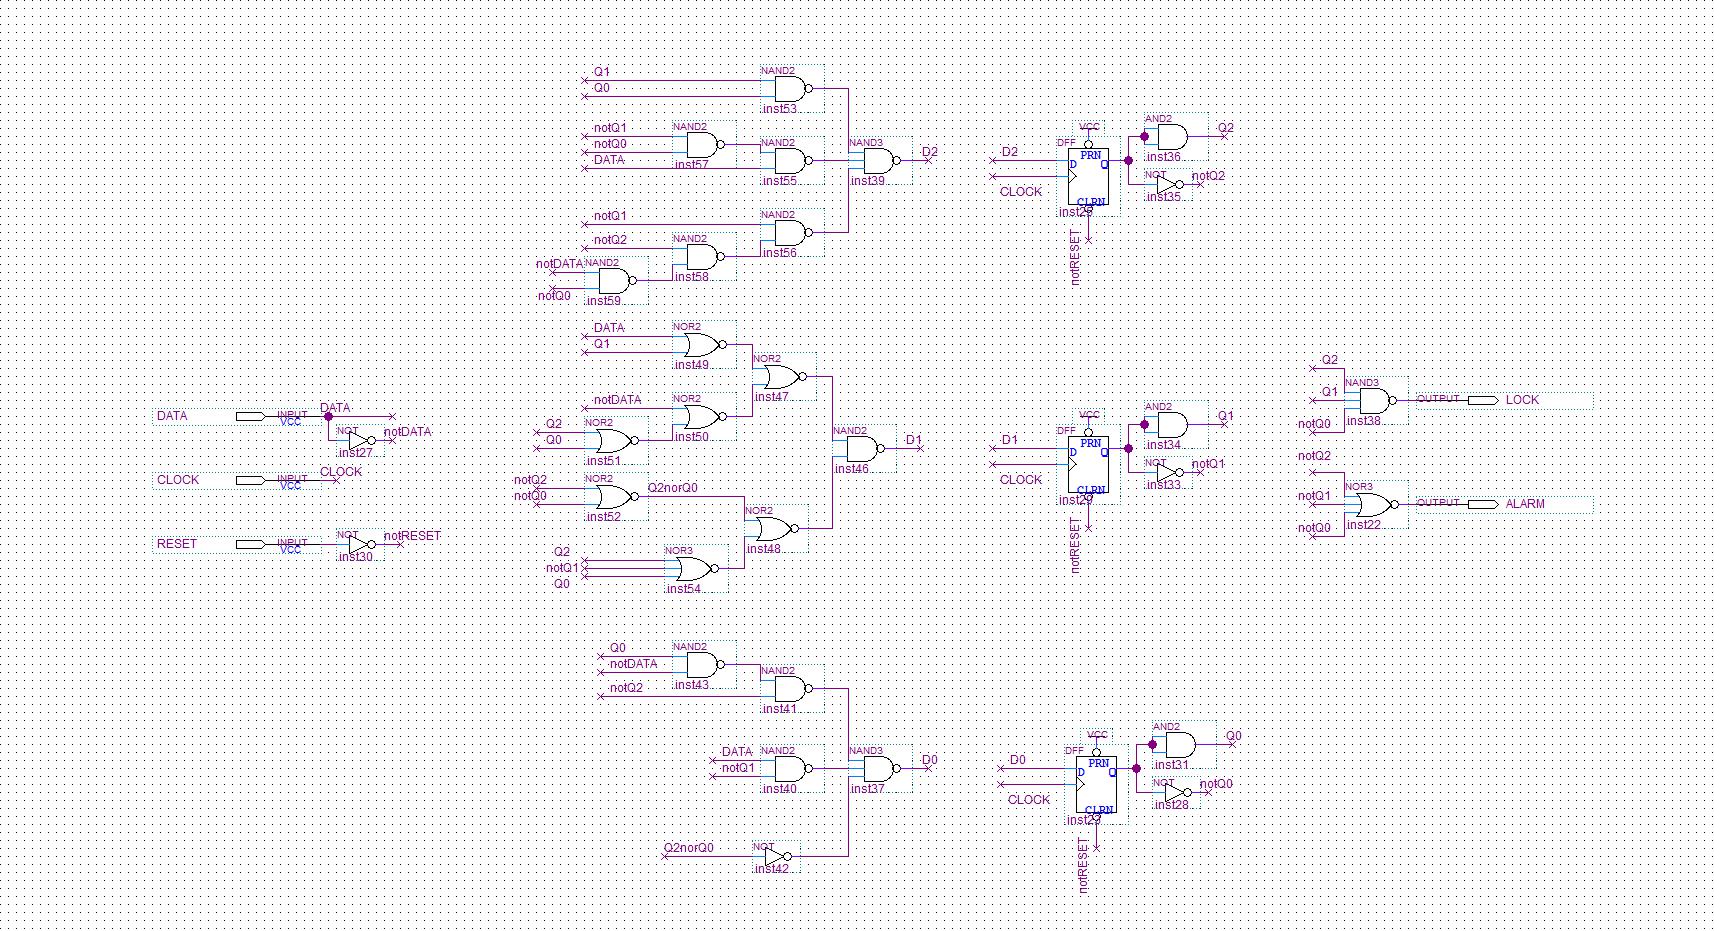 Q1
Q0
NAND2
inst53
notQ1
notQ0
DATA
NAND2
inst57
NAND2
inst55
NAND3
inst39
D2
notQ1
notQ2
notDATA
notQ0
NAND2
inst59
NAND2
inst58
NAND2
inst56
D2
CLOCK
DFF
VCC
PRN
D
Q
CLRN
notRESET
AND2
inst36
Q2
NOT
inst35
notQ2
DATA
INPUT
VCC
DATA
NOT
inst27
notDATA
CLOCK
INPUT
VCC
CLOCK
RESET
INPUT
VCC
NOT
inst30
notRESET
DATA
Q1
NOR2
inst49
NOR2
inst47
notDATA
NOR2
inst50
Q2
Q0
NOR2
inst51
notQ2
notQ0
NOR2
inst52
Q2norQ0
NOR2
inst48
Q2
notQ1
Q0
NOR3
inst54
NAND2
inst46
D1
D1
CLOCK
DFF
VCC
PRN
D
Q
CLRN
notRESET
AND2
inst34
Q1
NOT
inst33
notQ1
Q2
Q1
notQ0
NAND3
inst38
OUTPUT
LOCK
notQ2
notQ1
notQ0
NOR3
inst22
OUTPUT
ALARM
Q0
notDATA
notQ2
NAND2
inst43
NAND2
inst41
DATA
notQ1
NAND2
inst40
NAND3
inst37
D0
Q2norQ0
NOT
inst42
D0
CLOCK
DFF
VCC
PRN
D
Q
CLRN
notRESET
AND2
inst31
Q0
NOT
inst28
notQ0